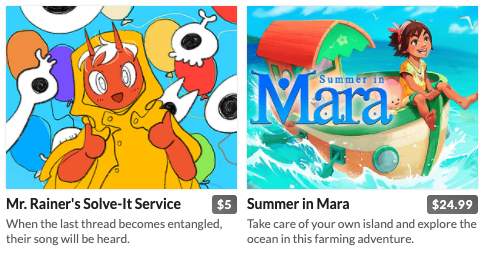 Summer in
Mara
Mr. Rainer's Solve-It Service
$5
When the last thread becomes entangled,
their song will be heard.
Summer in Mara
$24.99
Take care of your own island and explore the
ocean in this farming adventure.